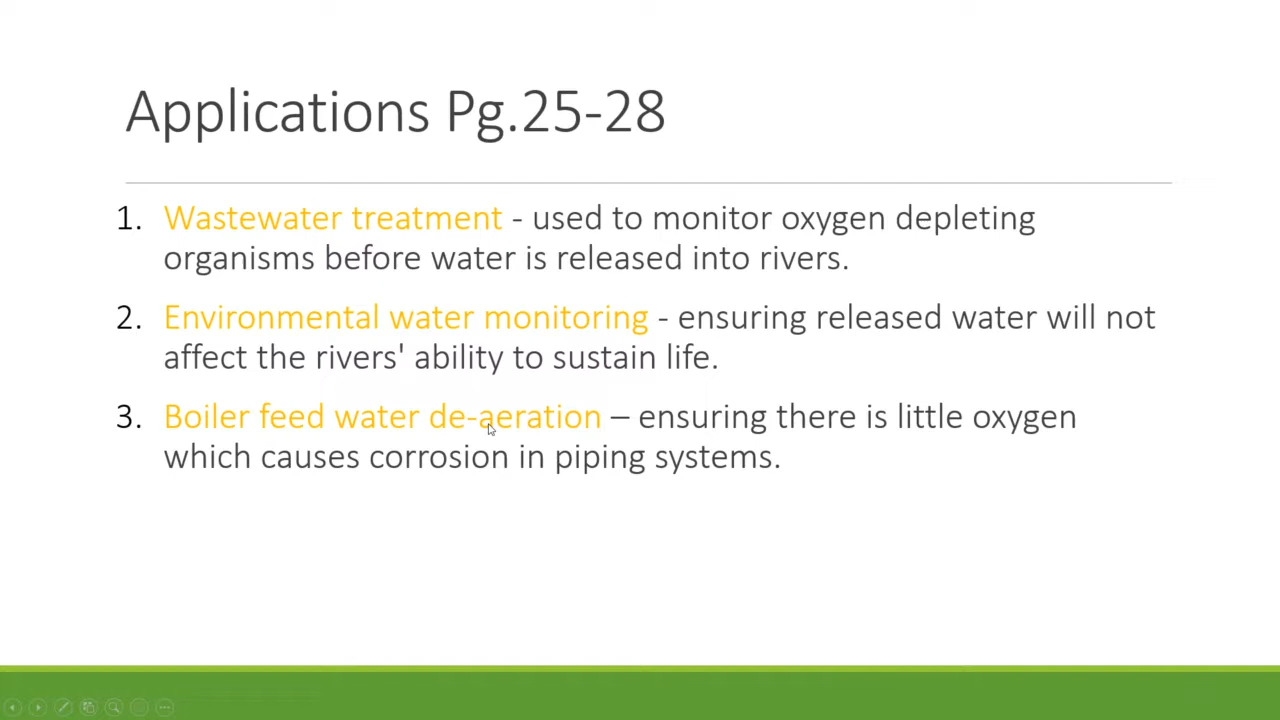 Applications Pg.25-28
1. Wastewater treatment - used to monitor oxygen depleting
organisms before water is released into rivers.
2. Environmental water monitoring - ensuring released water will not
affect the rivers' ability to sustain life.
3. Boiler feed water de-aeration – ensuring there is little oxygen
which causes corrosion in piping systems.